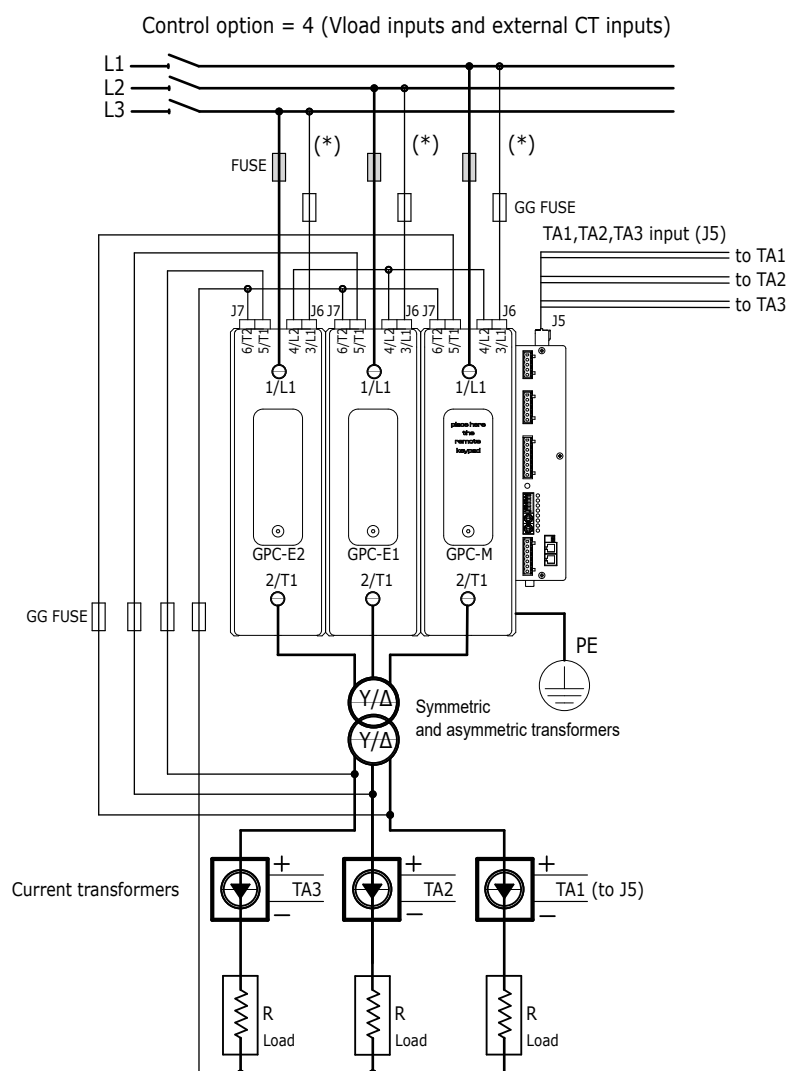 Control option = 4 (Vload inputs and external CT inputs)
L1
L2
L3
(*) (*) (*)
FUSE
GG FUSE
TA1,TA2,TA3 input (J5)
to TA1
to TA2
to TA3
J7 J6 J7 J6 J7 J6 J5
6/T2 5/T1 4/L2 3/L1 6/T2 5/T1 4/L2 3/L1 6/T2 5/T1 4/L2 3/L1
1/L1 1/L1 1/L1
place here
the
remote
keypad
GPC-E2 GPC-E1 GPC-M
2/T1 2/T1 2/T1
GG FUSE
PE
Y/Δ
Symmetric
and asymmetric transformers
Y/Δ
+ + +
Current transformers TA3 TA2 TA1 (to J5)
− − −
R R R
Load Load Load